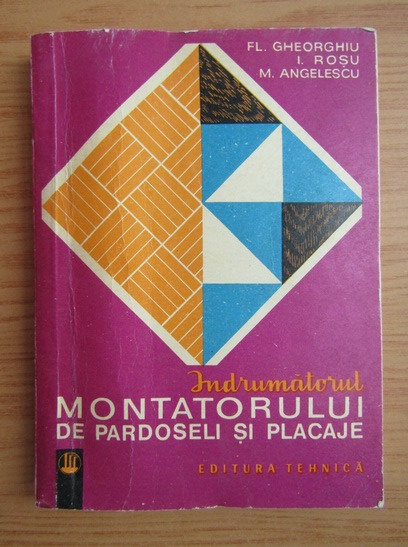 FL. GHEORGHIU
I. ROȘU
M. ANGELESCU
Îndrumătorul
MONTATORULUI
DE PARDOSELI ȘI PLACAJE
EDITURA TEHNICĂ